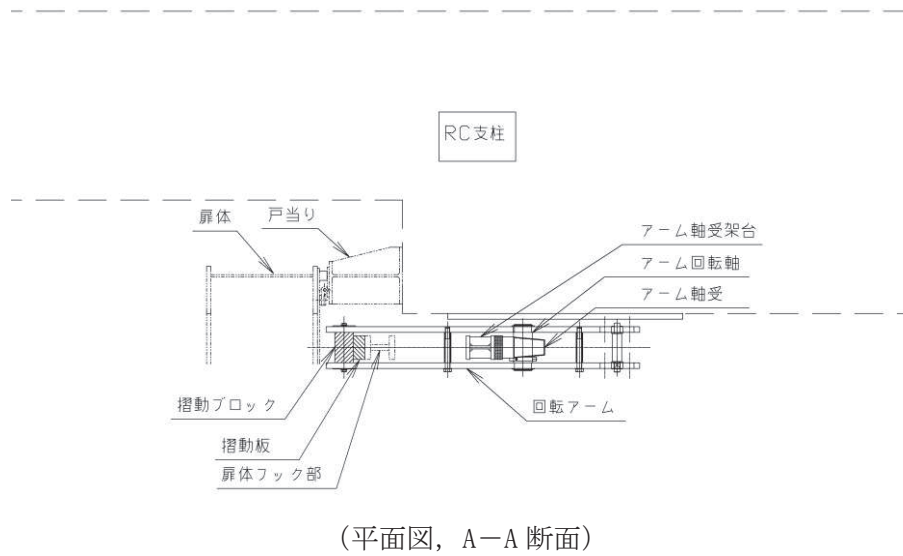 RC支柱
扉体
戸当り
アーム軸受架台
アーム回転軸
アーム軸受
摺動ブロック
回転アーム
摺動板
扉体フック部
(平面図, A－A 断面)